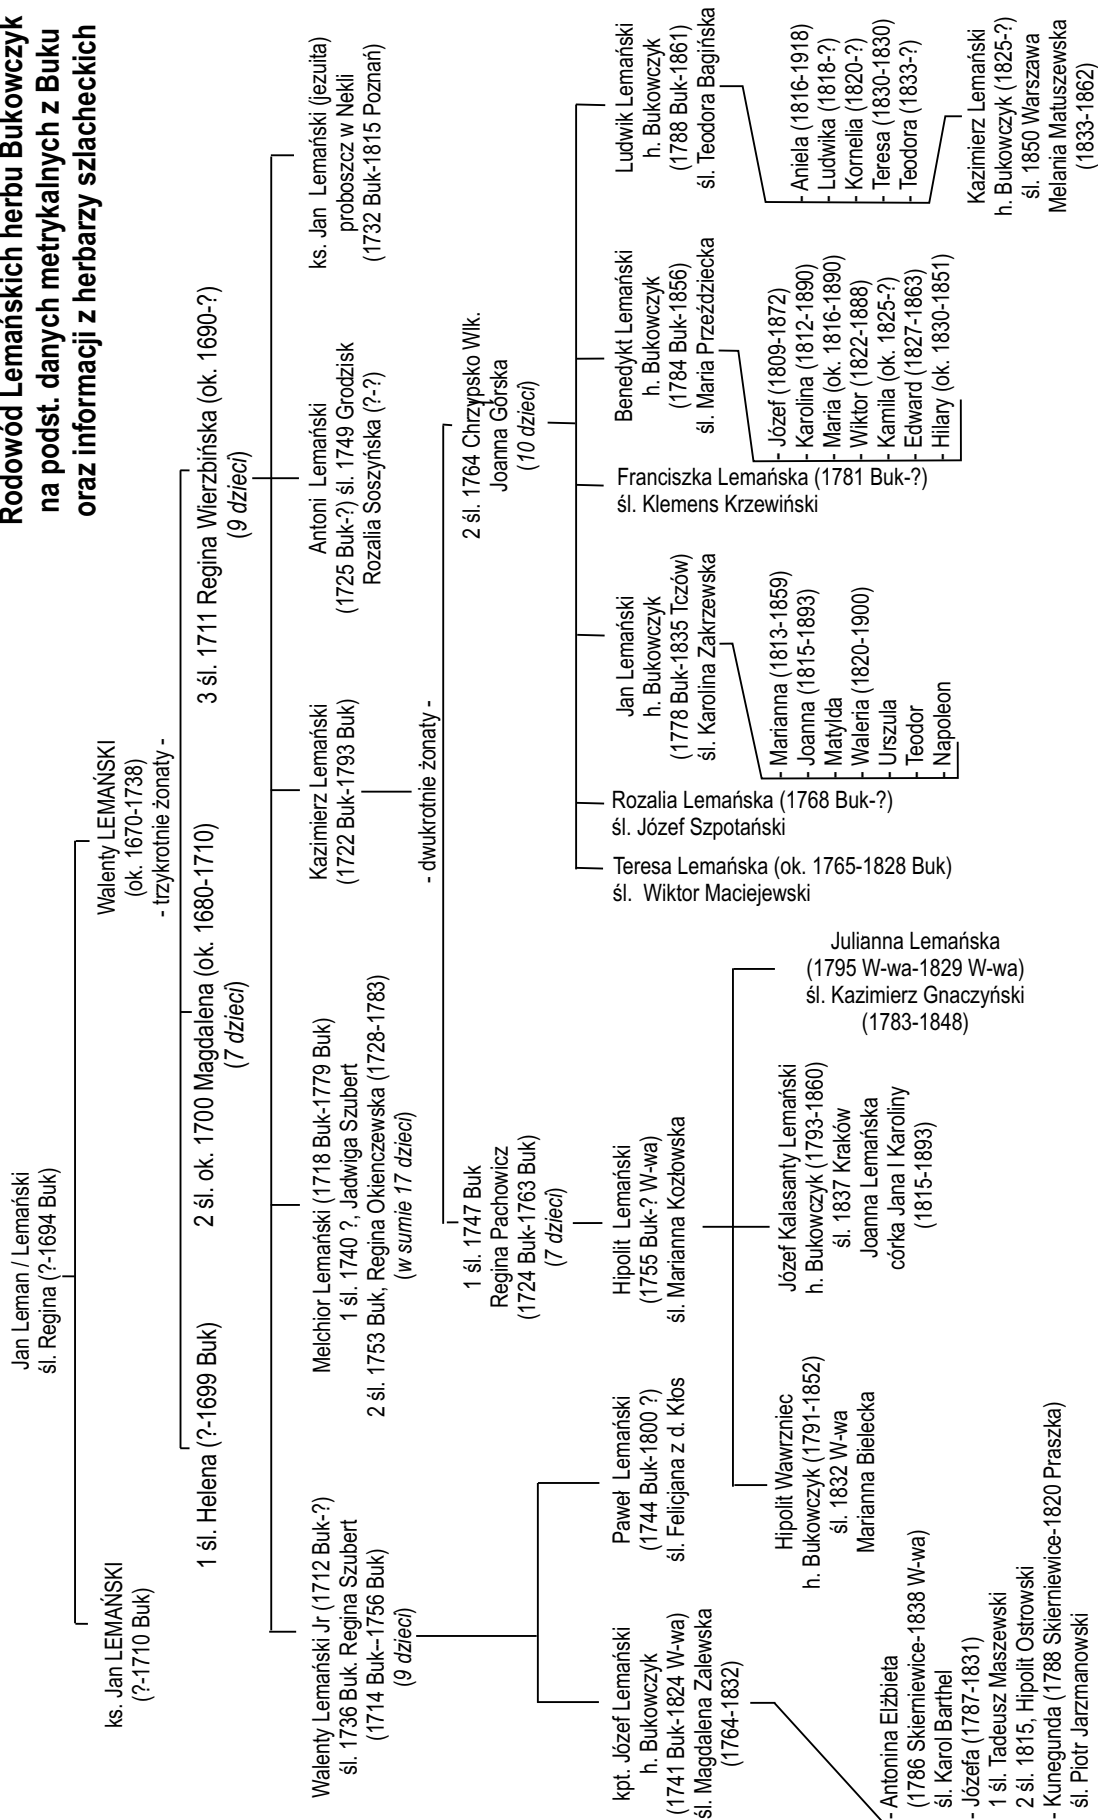 Rodowód Lemańskich herbu Bukowczyk
na podst. danych metrykalnych z Buku
oraz informacji z herbarzy szlacheckich
Jan Leman / Lemański
śl. Regina (?-1694 Buk)
ks. Jan LEMAŃSKI
(?-1710 Buk)
Walenty LEMAŃSKI
(ok. 1670-1738)
- trzykrotnie żonaty -
1 śl. Helena (?-1699 Buk)
2 śl. ok. 1700 Magdalena (ok. 1680-1710)
(7 dzieci)
3 śl. 1711 Regina Wierzbińska (ok. 1690-?)
(9 dzieci)
Walenty Lemański Jr (1712 Buk-?)
śl. 1736 Buk. Regina Szubert
(1714 Buk–1756 Buk)
(9 dzieci)
Melchior Lemański (1718 Buk-1779 Buk)
1 śl. 1740 ?, Jadwiga Szubert
2 śl. 1753 Buk, Regina Okienczewska (1728-1783)
(w sumie 17 dzieci)
Kazimierz Lemański
(1722 Buk-1793 Buk)
Antoni Lemański
(1725 Buk-?) śl. 1749 Grodzisk
Rozalia Soszyńska (?-?)
ks. Jan Lemański (jezuita)
proboszcz w Nekli
(1732 Buk-1815 Poznań)
- dwukrotnie żonaty -
1 śl. 1747 Buk
Regina Pachowicz
(1724 Buk-1763 Buk)
(7 dzieci)
2 śl. 1764 Chrzypsko Wlk.
Joanna Górska
(10 dzieci)
kpt. Józef Lemański
h. Bukowczyk
(1741 Buk-1824 W-wa)
śl. Magdalena Zalewska
(1764-1832)
Paweł Lemański
(1744 Buk-1800 ?)
śl. Felicjana z d. Kłos
Hipolit Lemański
(1755 Buk-? W-wa)
śl. Marianna Kozłowska
Teresa Lemańska (ok. 1765-1828 Buk)
śl. Wiktor Maciejewski
Rozalia Lemańska (1768 Buk-?)
śl. Józef Szpotański
Jan Lemański
h. Bukowczyk
(1778 Buk-1835 Tczów)
śl. Karolina Zakrzewska
Franciszka Lemańska (1781 Buk-?)
śl. Klemens Krzewiński
Benedykt Lemański
h. Bukowczyk
(1784 Buk-1856)
śl. Maria Przeździecka
Ludwik Lemański
h. Bukowczyk
(1788 Buk-1861)
śl. Teodora Bagińska
- Antonina Elżbieta
(1786 Skierniewice-1838 W-wa)
śl. Karol Barthel
- Józefa (1787-1831)
1 śl. Tadeusz Maszewski
2 śl. 1815, Hipolit Ostrowski
- Kunegunda (1788 Skierniewice-1820 Praszka)
śl. Piotr Jarzmanowski
Hipolit Wawrzniec
h. Bukowczyk (1791-1852)
śl. 1832 W-wa
Marianna Bielecka
Józef Kalasanty Lemański
h. Bukowczyk (1793-1860)
śl. 1837 Kraków
Joanna Lemańska
córka Jana I Karoliny
(1815-1893)
Julianna Lemańska
(1795 W-wa-1829 W-wa)
śl. Kazimierz Gnaczyński
(1783-1848)
- Marianna (1813-1859)
- Joanna (1815-1893)
- Matylda
- Waleria (1820-1900)
- Urszula
- Teodor
- Napoleon
- Józef (1809-1872)
- Karolina (1812-1890)
- Maria (ok. 1816-1890)
- Wiktor (1822-1888)
- Kamila (ok. 1825-?)
- Edward (1827-1863)
- Hilary (ok. 1830-1851)
- Aniela (1816-1918)
- Ludwika (1818-?)
- Kornelia (1820-?)
- Teresa (1830-1830)
- Teodora (1833-?)
Kazimierz Lemański
h. Bukowczyk (1825-?)
śl. 1850 Warszawa
Melania Matuszewska
(1833-1862)